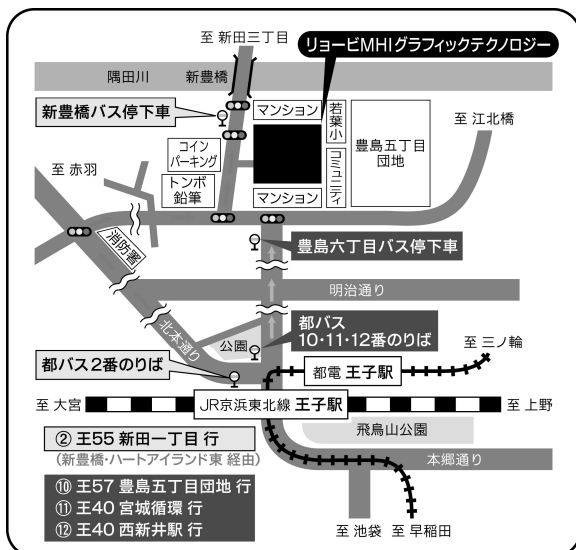 至 新田三丁目
リョービMHIグラフィックテクノロジー
隅田川
新豊橋
新豊橋バス停下車
マンション
若葉小
豊島五丁目
団地
至 江北橋
コイン
パーキング
コミュニティ
至 赤羽
トンボ
鉛筆
マンション
消防署
豊島六丁目バス停下車
明治通り
北本通り
公園
都バス
10・11・12番のりば
至 三ノ輪
都バス2番のりば
都電 王子駅
至 大宮
JR京浜東北線 王子駅
至 上野
飛鳥山公園
② 王55 新田一丁目 行
(新豊橋・ハートアイランド東 経由)
本郷通り
⑩ 王57 豊島五丁目団地 行
⑪ 王40 宮城循環 行
⑫ 王40 西新井駅 行
至 池袋
至 早稲田